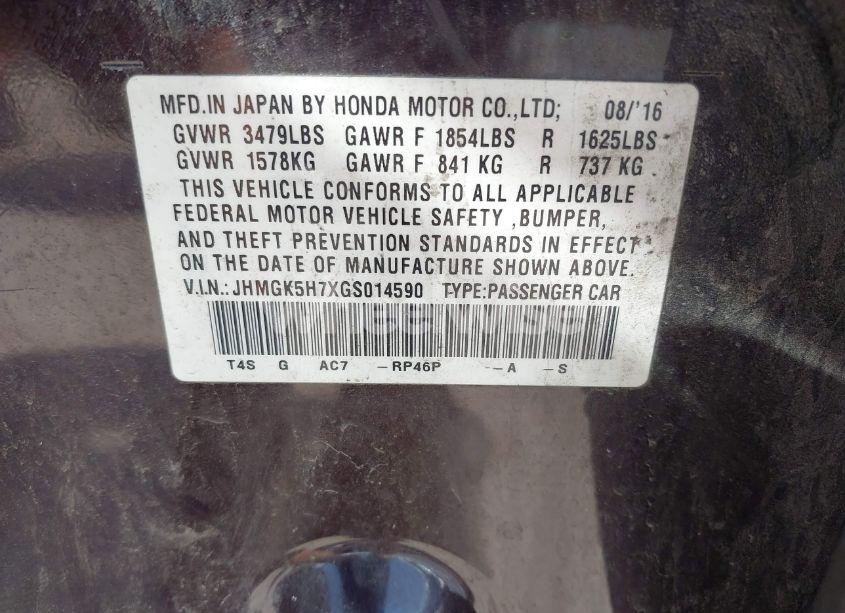 MFD.IN JAPAN BY HONDA MOTOR CO.,LTD; 08/'16
GVWR 3479LBS GAWR F 1854LBS R 1625LBS
GVWR 1578KG GAWR F 841 KG R 737 KG
THIS VEHICLE CONFORMS TO ALL APPLICABLE
FEDERAL MOTOR VEHICLE SAFETY ,BUMPER,
AND THEFT PREVENTION STANDARDS IN EFFECT
ON THE DATE OF MANUFACTURE SHOWN ABOVE.
V.I.N.: JHMGK5H7XGS014590 TYPE:PASSENGER CAR
T4S G AC7 -RP46P -A -S